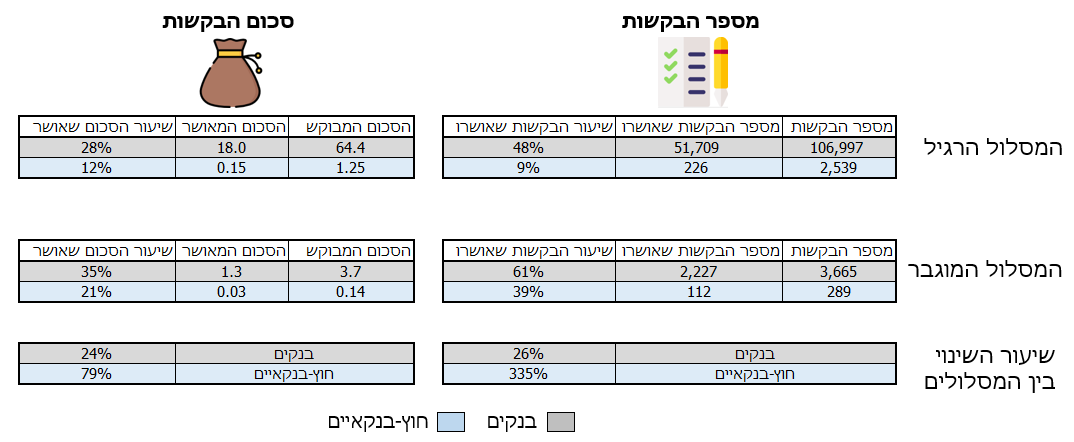 מספר הבקשות
סכום הבקשות
המסלול הרגיל
מספר הבקשות מספר הבקשות שאושרו שיעור הבקשות שאושרו
106,997 51,709 48%
2,539 226 9%
הסכום המבוקש הסכום המאושר שיעור הסכום שאושר
64.4 18.0 28%
1.25 0.15 12%
המסלול המוגבר
מספר הבקשות מספר הבקשות שאושרו שיעור הבקשות שאושרו
3,665 2,227 61%
289 112 39%
הסכום המבוקש הסכום המאושר שיעור הסכום שאושר
3.7 1.3 35%
0.14 0.03 21%
שיעור השינוי
בין המסלולים
בנקים 26%
חוץ-בנקאיים 335%
בנקים 24%
חוץ-בנקאיים 79%
בנקים חוץ-בנקאיים